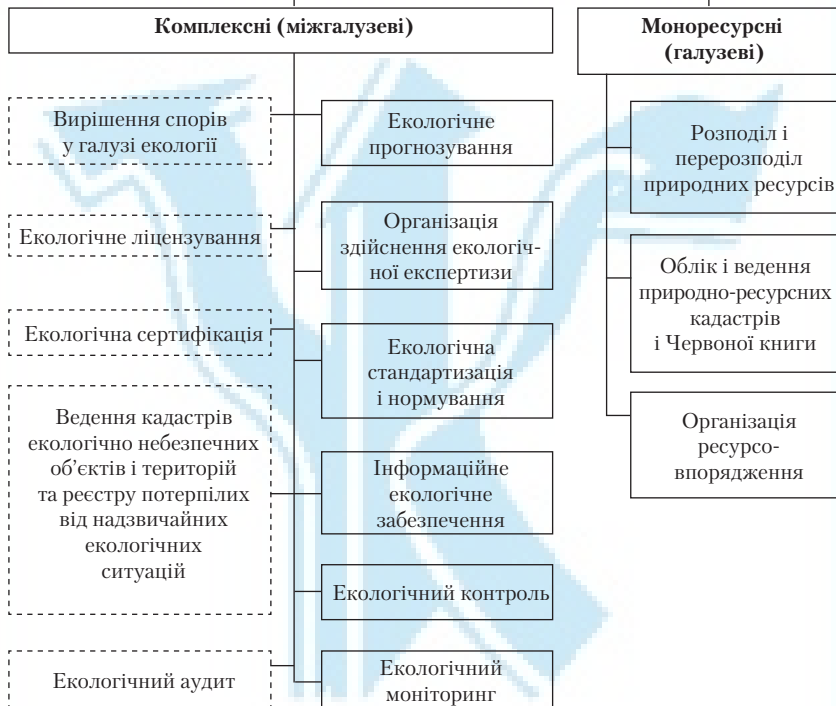 Комплексні (міжгалузеві)
Вирішення спорів
у галузі екології
Екологічне ліцензування
Екологічна сертифікація
Ведення кадастрів
екологічно небезпечних
об’єктів і територій
та реєстру потерпілих
від надзвичайних
екологічних
ситуацій
Екологічний аудит
Екологічне
прогнозування
Організація
здійснення екологіч-
ної експертизи
Екологічна
стандартизація
і нормування
Інформаційне
екологічне
забезпечення
Екологічний контроль
Екологічний
моніторинг
Моноресурсні
(галузеві)
Розподіл і
перерозподіл
природних ресурсів
Облік і ведення
природно-ресурсних
кадастрів
і Червоної книги
Організація
ресурсо-
впорядження